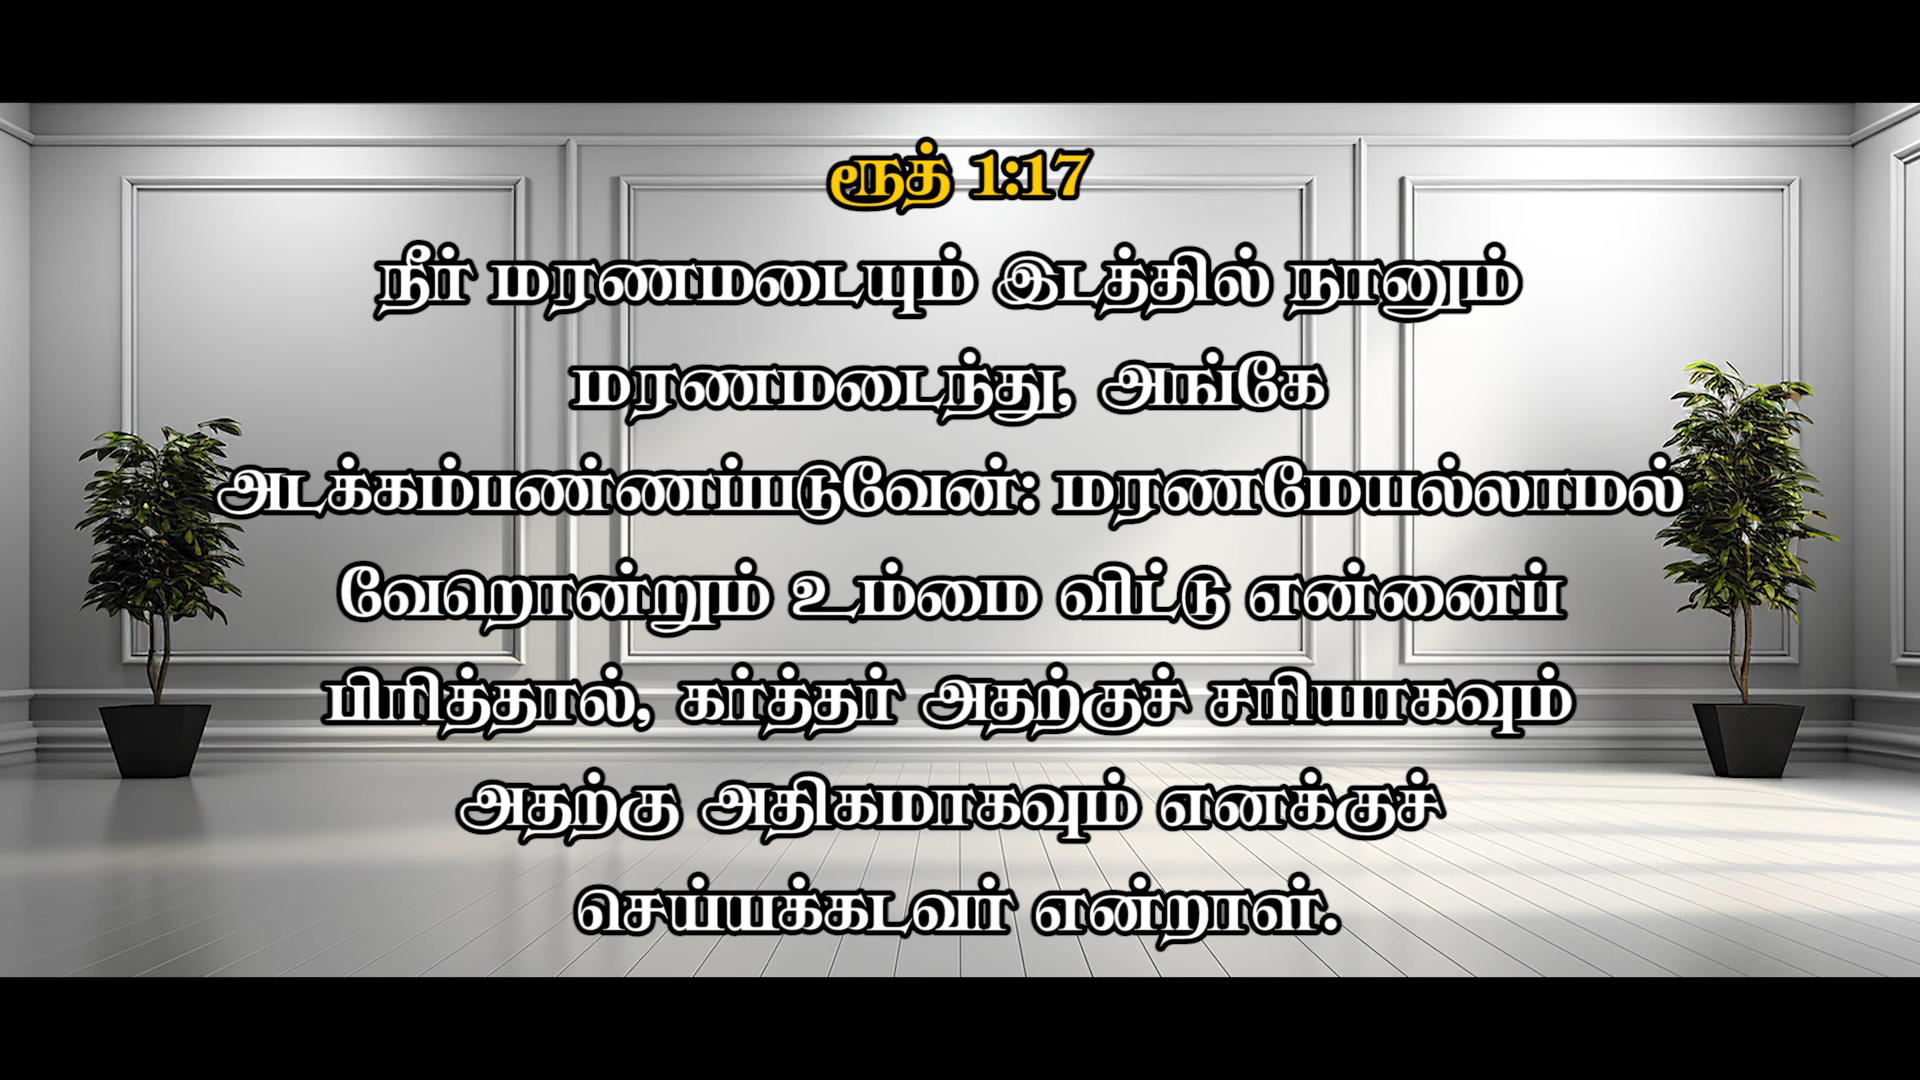 ரூத் 1:17
நீர் மரணமடையும் இடத்தில் நானும்
மரணமடைந்து, அங்கே
அடக்கம்பண்ணப்படுவேன்: மரணமேயல்லாமல்
வேறொன்றும் உம்மை விட்டு என்னைப்
பிரித்தால், கர்த்தர் அதற்குச் சரியாகவும்
அதற்கு அதிகமாகவும் எனக்குச்
செய்யக்கடவர் என்றாள்.